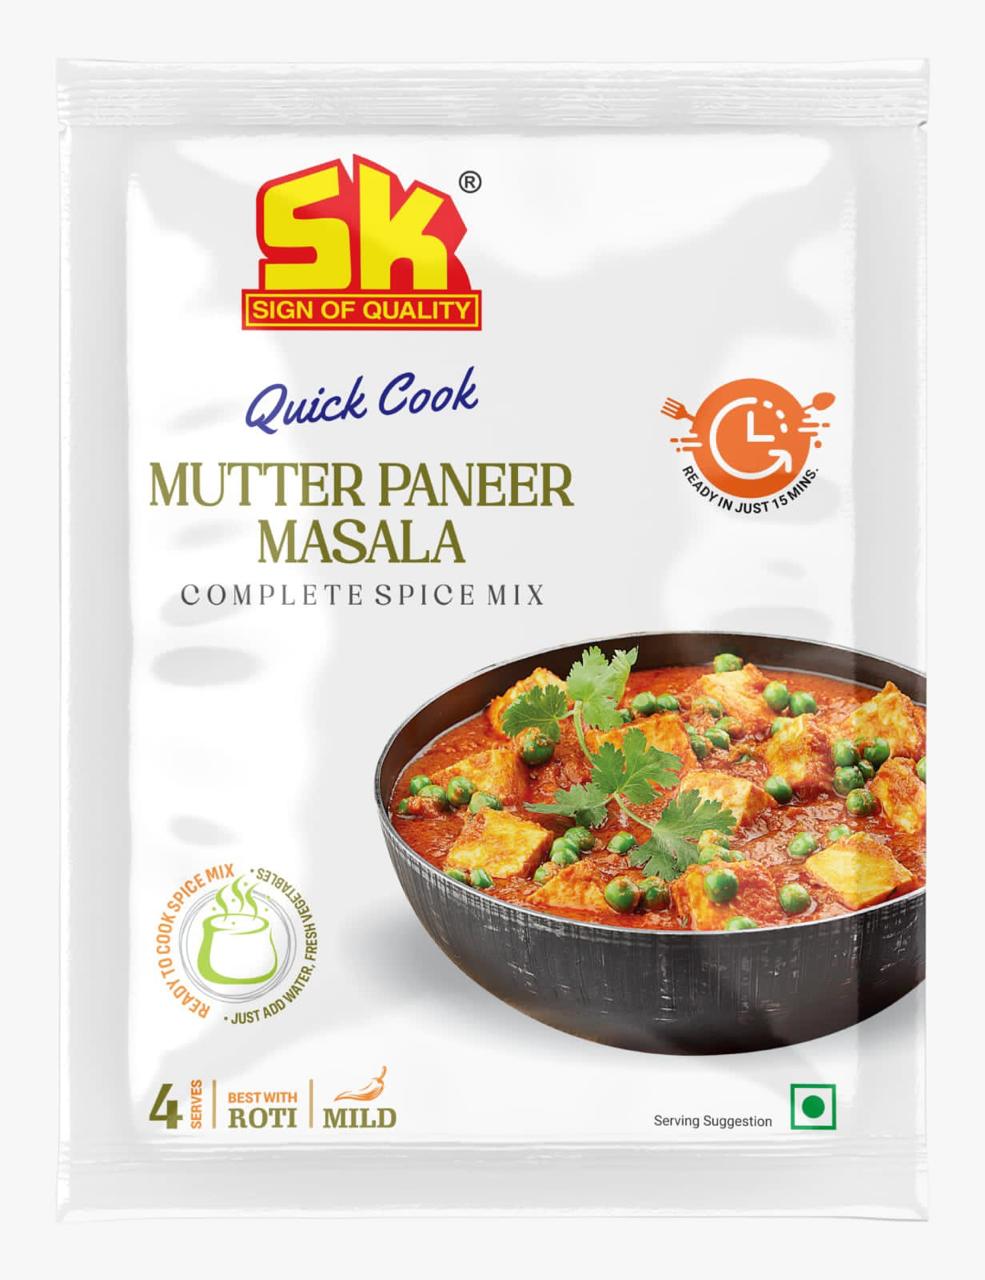 SK®
SIGN OF QUALITY
Quick Cook
MUTTER PANEER
MASALA
COMPLETE SPICE MIX
READY IN JUST 15 MINS.
READY TO COOK SPICE MIX
• JUST ADD WATER, FRESH VEGETABLES •
4 SERVES
BEST WITH
ROTI
MILD
Serving Suggestion